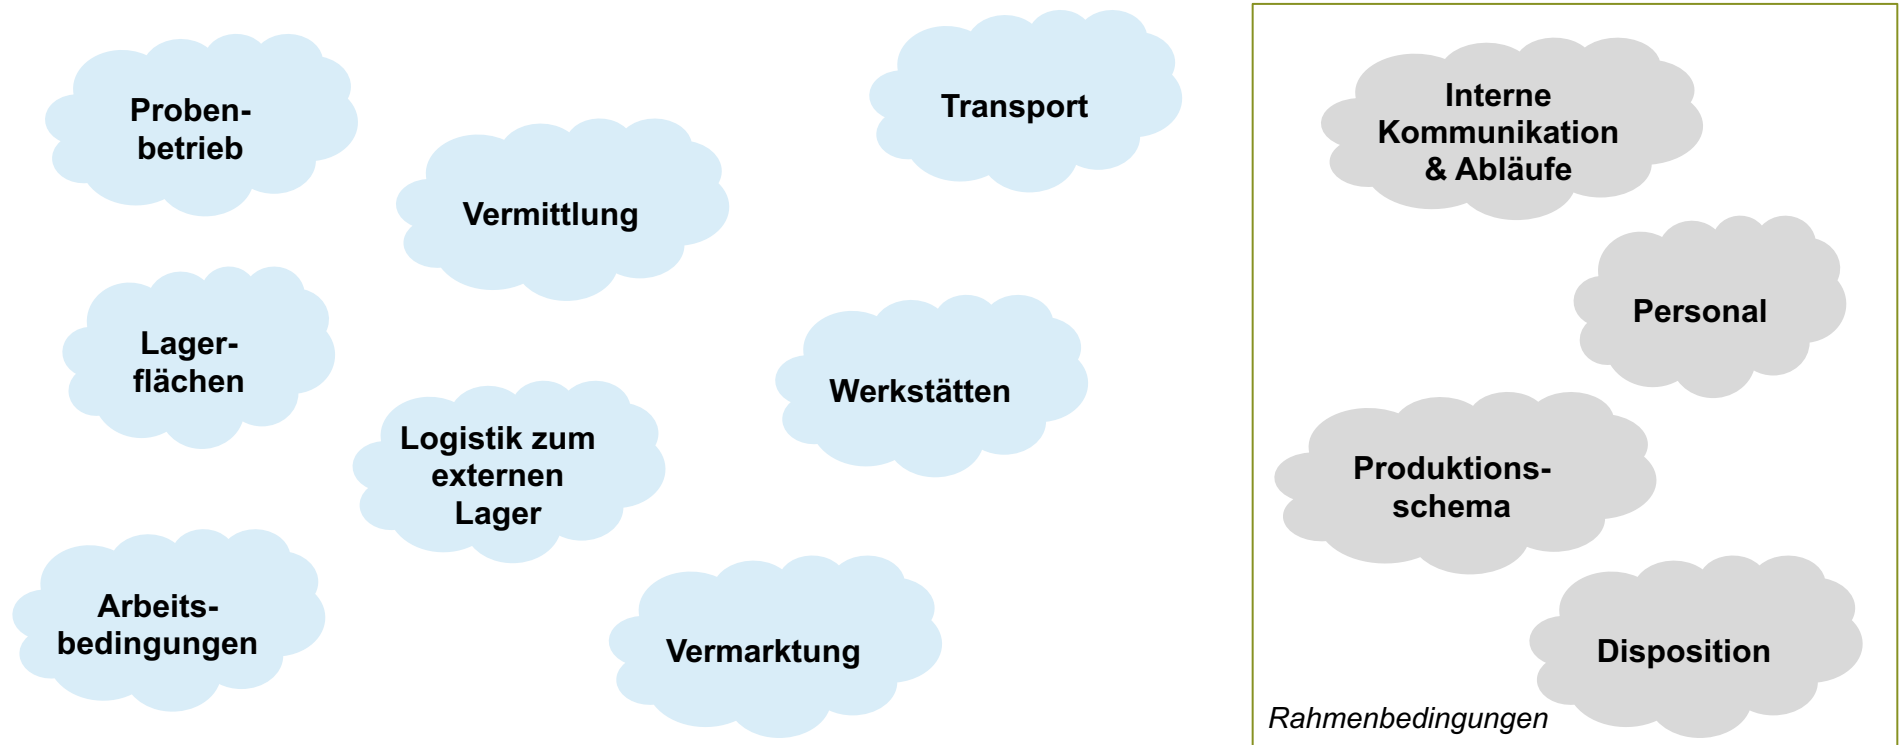 Proben-
betrieb
Vermittlung
Transport
Lager-
flächen
Logistik zum
externen
Lager
Werkstätten
Arbeits-
bedingungen
Vermarktung
Interne
Kommunikation
& Abläufe
Personal
Produktions-
schema
Disposition
Rahmenbedingungen